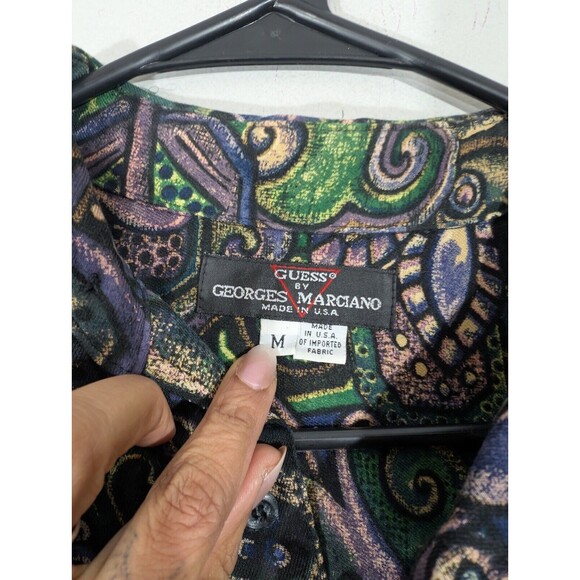 GUESS®
BY
GEORGES MARCIANO
MADE IN U.S.A
M
MADE
IN U.S.A.
OF IMPORTED
FABRIC